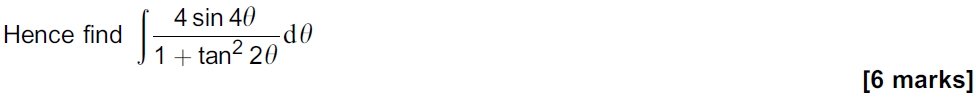 Hence find ∫ (4 sin 4θ)/(1 + tan² 2θ) dθ
[6 marks]